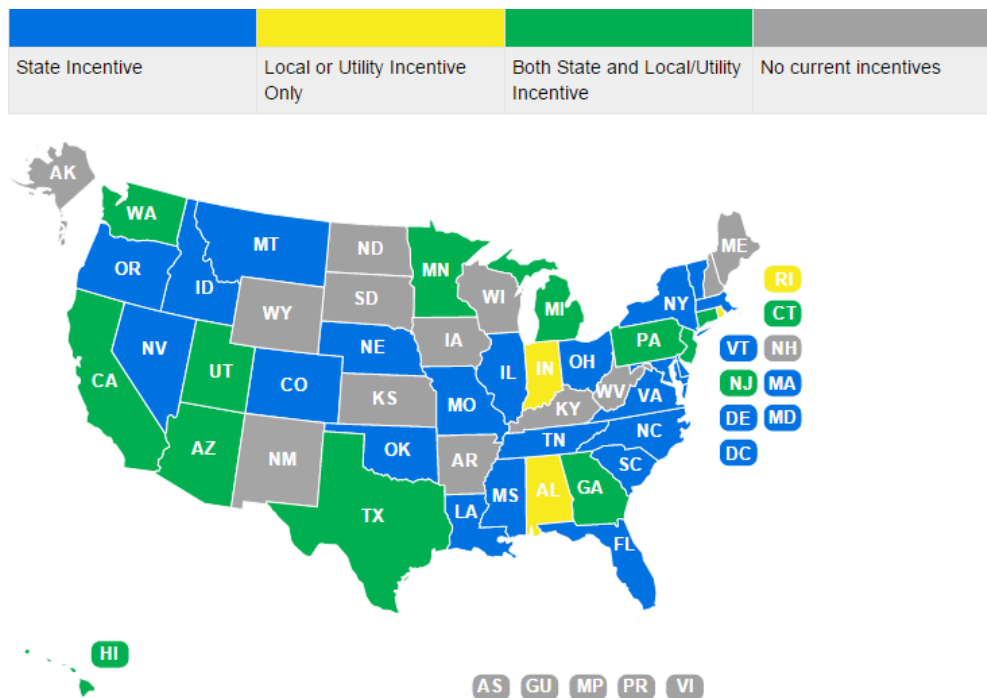 State Incentive
Local or Utility Incentive
Only
Both State and Local/Utility
Incentive
No current incentives
AK
WA
MT
ND
MN
ME
OR
ID
WY
SD
WI
MI
NY
RI
CT
NV
UT
CO
NE
IA
IL
IN
OH
PA
VT
NH
CA
KS
MO
KY
WV
VA
NJ
MA
AZ
NM
OK
AR
TN
NC
DE
MD
TX
LA
MS
AL
GA
SC
DC
FL
HI
AS
GU
MP
PR
VI